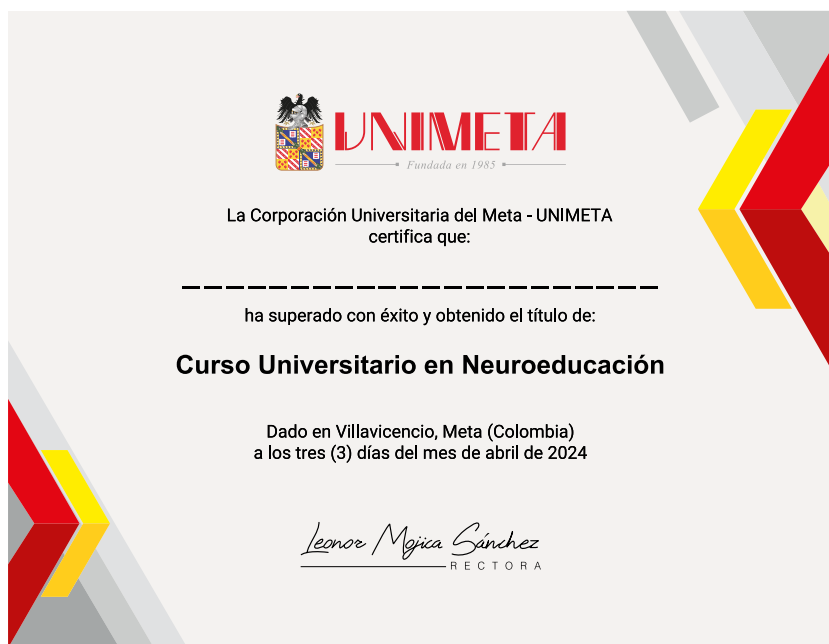 UNIMETA
Fundada en 1985
La Corporación Universitaria del Meta - UNIMETA
certifica que:
ha superado con éxito y obtenido el título de:
Curso Universitario en Neuroeducación
Dado en Villavicencio, Meta (Colombia)
a los tres (3) días del mes de abril de 2024
Leonor Mojica Sánchez
RECTORA